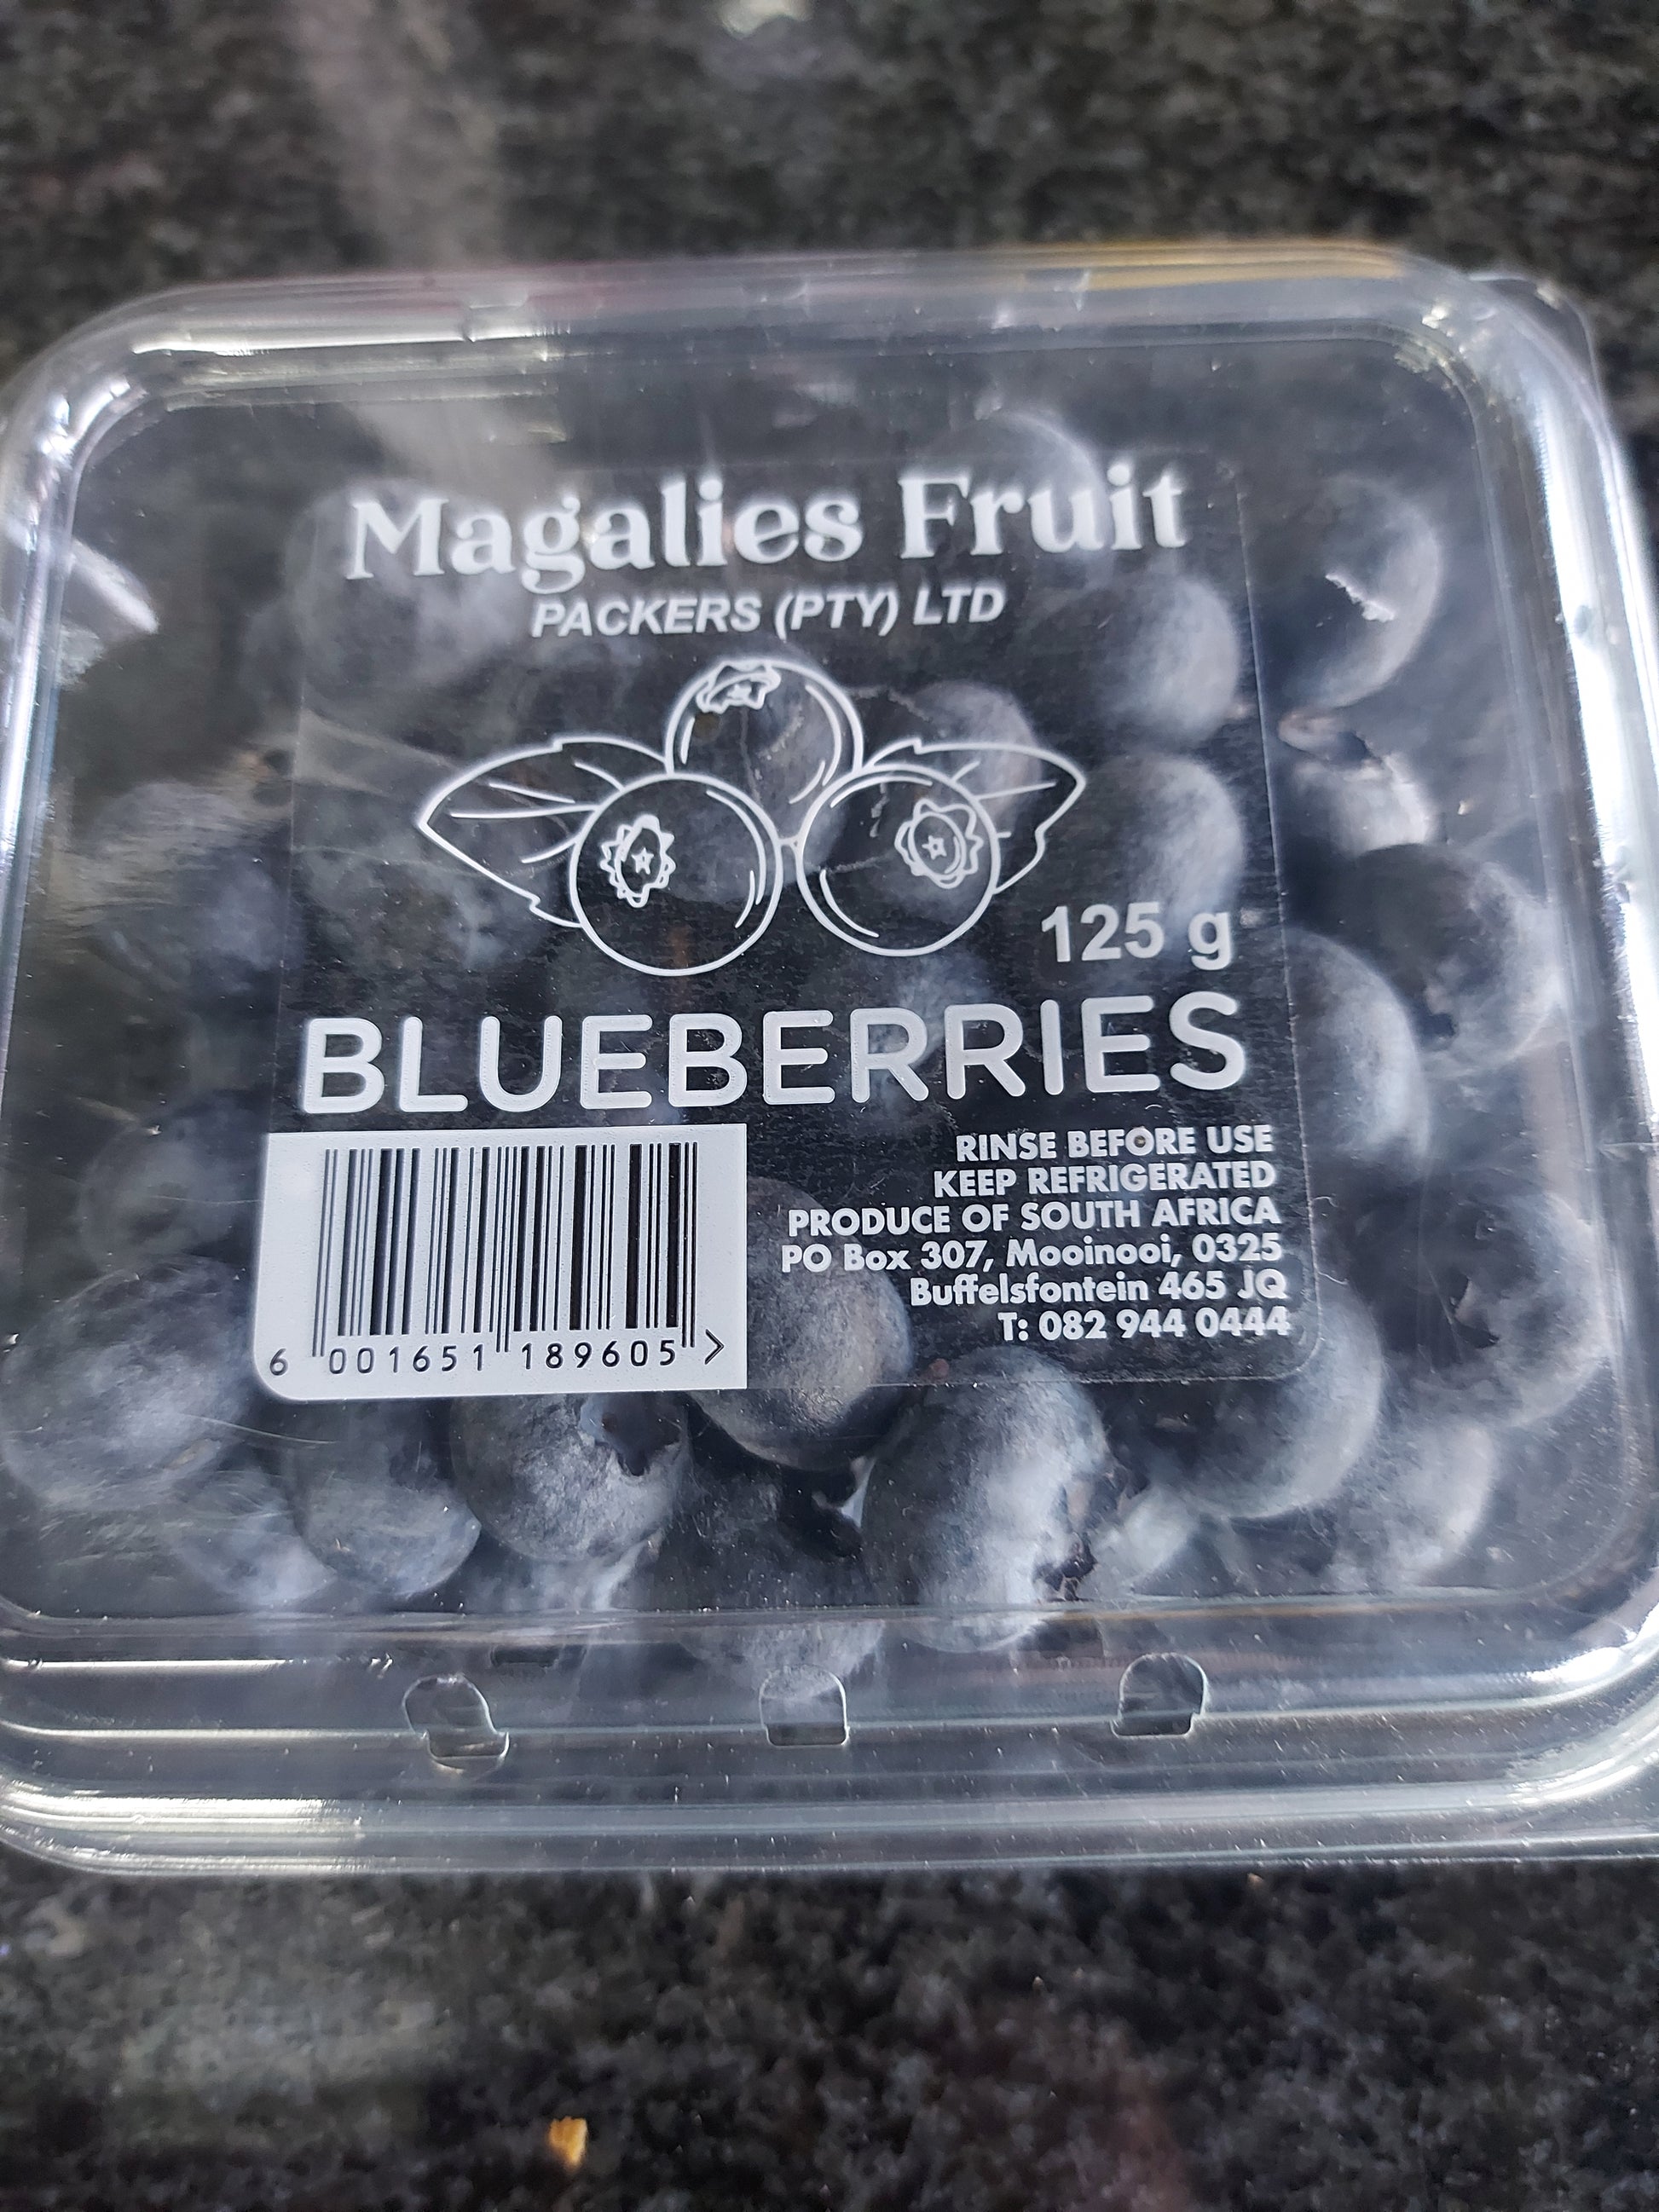 Magalies Fruit
PACKERS (PTY) LTD
125 g
BLUEBERRIES
RINSE BEFORE USE
KEEP REFRIGERATED
PRODUCE OF SOUTH AFRICA
PO Box 307, Mooinooi, 0325
Buffelsfontein 465 JQ
T: 082 944 0444
6 001651 189605 >